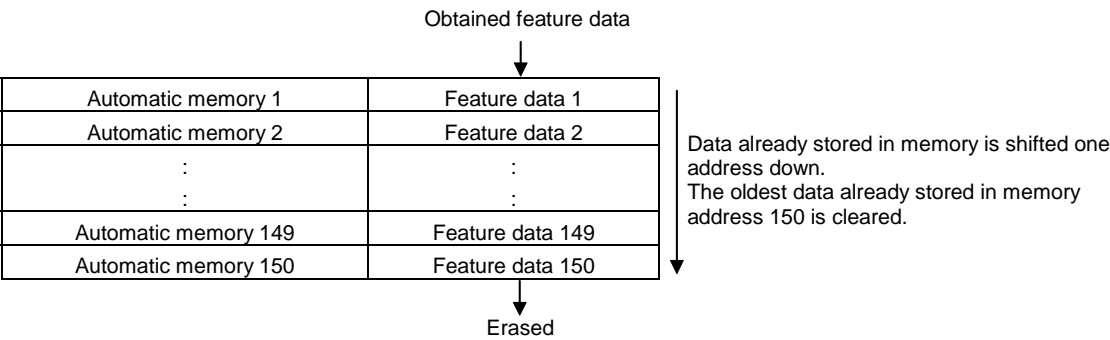 Obtained feature data
Automatic memory 1 Feature data 1
Automatic memory 2 Feature data 2
: :
: :
Automatic memory 149 Feature data 149
Automatic memory 150 Feature data 150
Data already stored in memory is shifted one
address down.
The oldest data already stored in memory
address 150 is cleared.
Erased